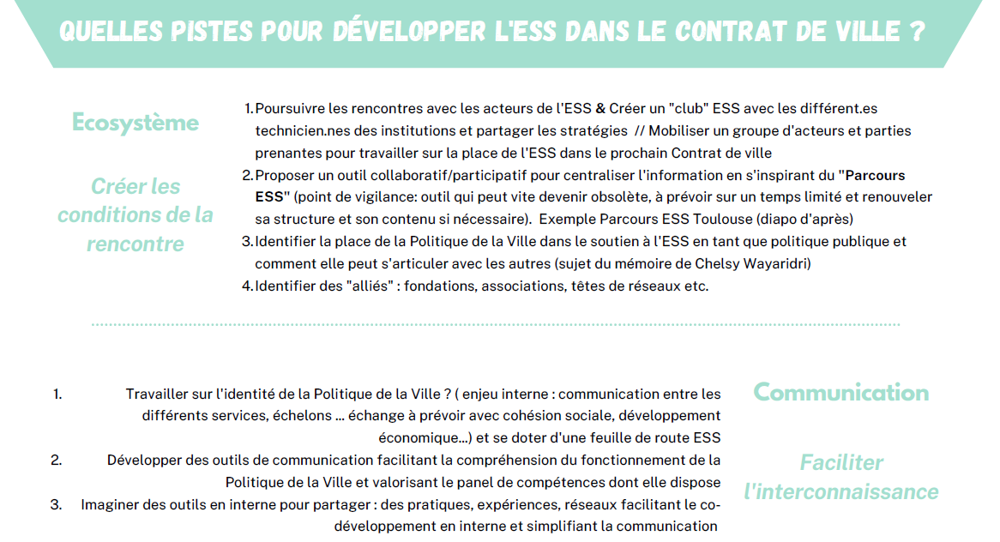 QUELLES PISTES POUR DÉVELOPPER L'ESS DANS LE CONTRAT DE VILLE ?
Ecosystème
Créer les
conditions de la
rencontre
1. Poursuivre les rencontres avec les acteurs de l'ESS & Créer un "club" ESS avec les différent.es
technicien.nes des institutions et partager les stratégies // Mobiliser un groupe d'acteurs et parties
prenantes pour travailler sur la place de l'ESS dans le prochain Contrat de ville
2. Proposer un outil collaboratif/participatif pour centraliser l'information en s'inspirant du "Parcours
ESS" (point de vigilance: outil qui peut vite devenir obsolète, à prévoir sur un temps limité et renouveler
sa structure et son contenu si nécessaire). Exemple Parcours ESS Toulouse (diapo d'après)
3. Identifier la place de la Politique de la Ville dans le soutien à l'ESS en tant que politique publique et
comment elle peut s'articuler avec les autres (sujet du mémoire de Chelsy Wayaridri)
4. Identifier des "alliés" : fondations, associations, têtes de réseaux etc.
Communication
Faciliter
l'interconnaissance
1. Travailler sur l'identité de la Politique de la Ville ? ( enjeu interne : communication entre les
différents services, échelons ... échange à prévoir avec cohésion sociale, développement
économique...) et se doter d'une feuille de route ESS
2. Développer des outils de communication facilitant la compréhension du fonctionnement de la
Politique de la Ville et valorisant le panel de compétences dont elle dispose
3. Imaginer des outils en interne pour partager : des pratiques, expériences, réseaux facilitant le co-
développement en interne et simplifiant la communication